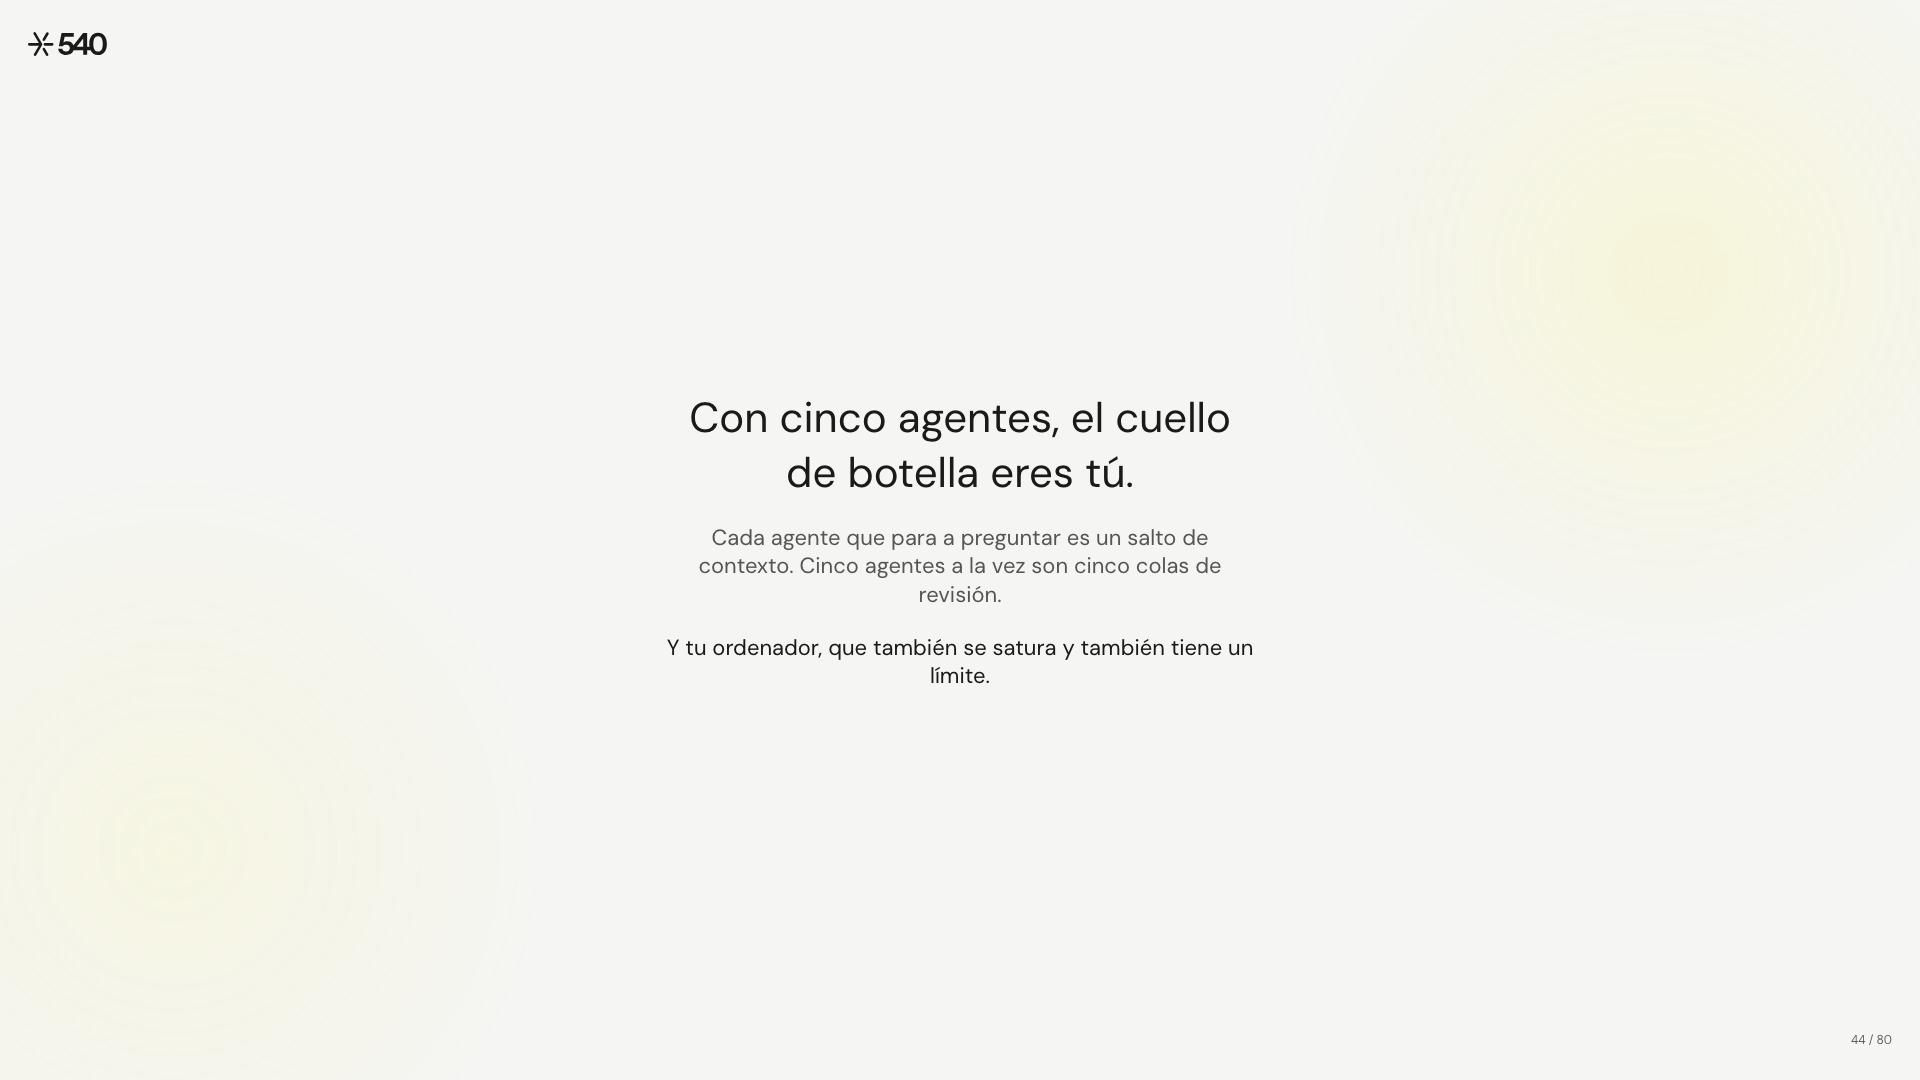 540
Con cinco agentes, el cuello
de botella eres tú.
Cada agente que para a preguntar es un salto de
contexto. Cinco agentes a la vez son cinco colas de
revisión.
Y tu ordenador, que también se satura y también tiene un
límite.
44 / 80